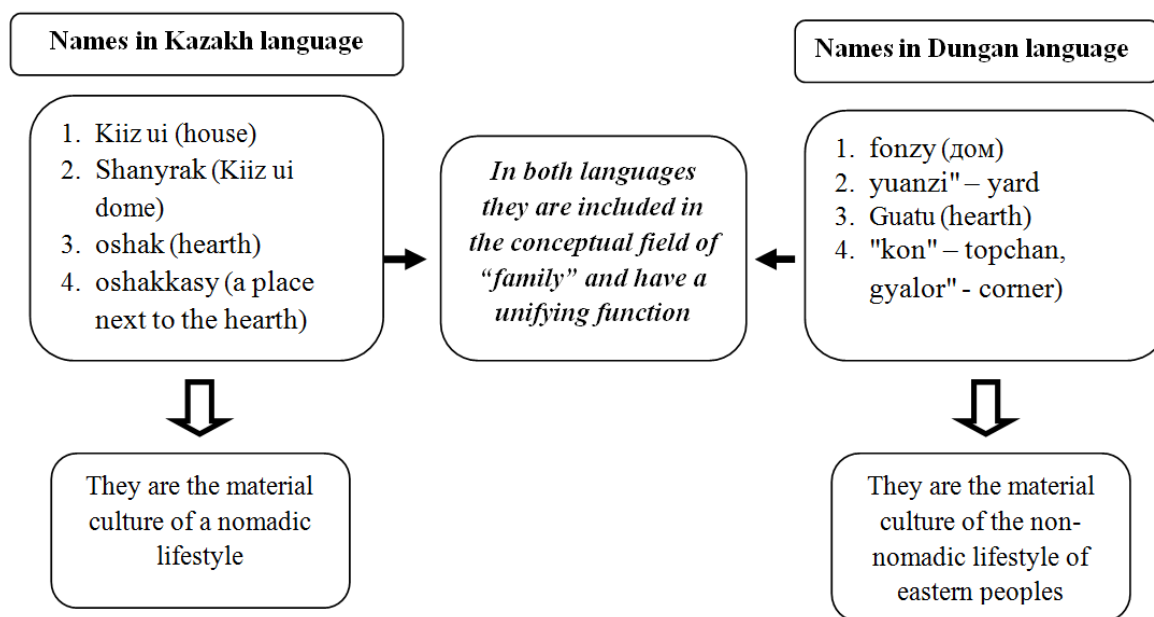 Names in Kazakh language
1. Kiiz ui (house)
2. Shanyrak (Kiiz ui
dome)
3. oshak (hearth)
4. oshakkasy (a place
next to the hearth)
They are the material
culture of a nomadic
lifestyle
In both languages
they are included in
the conceptual field of
“family” and have a
unifying function
Names in Dungan language
1. fonzy (дом)
2. yuanzi" – yard
3. Guatu (hearth)
4. "kon" – topchan,
gyalor" - corner)
They are the material
culture of the non-
nomadic lifestyle of
eastern peoples